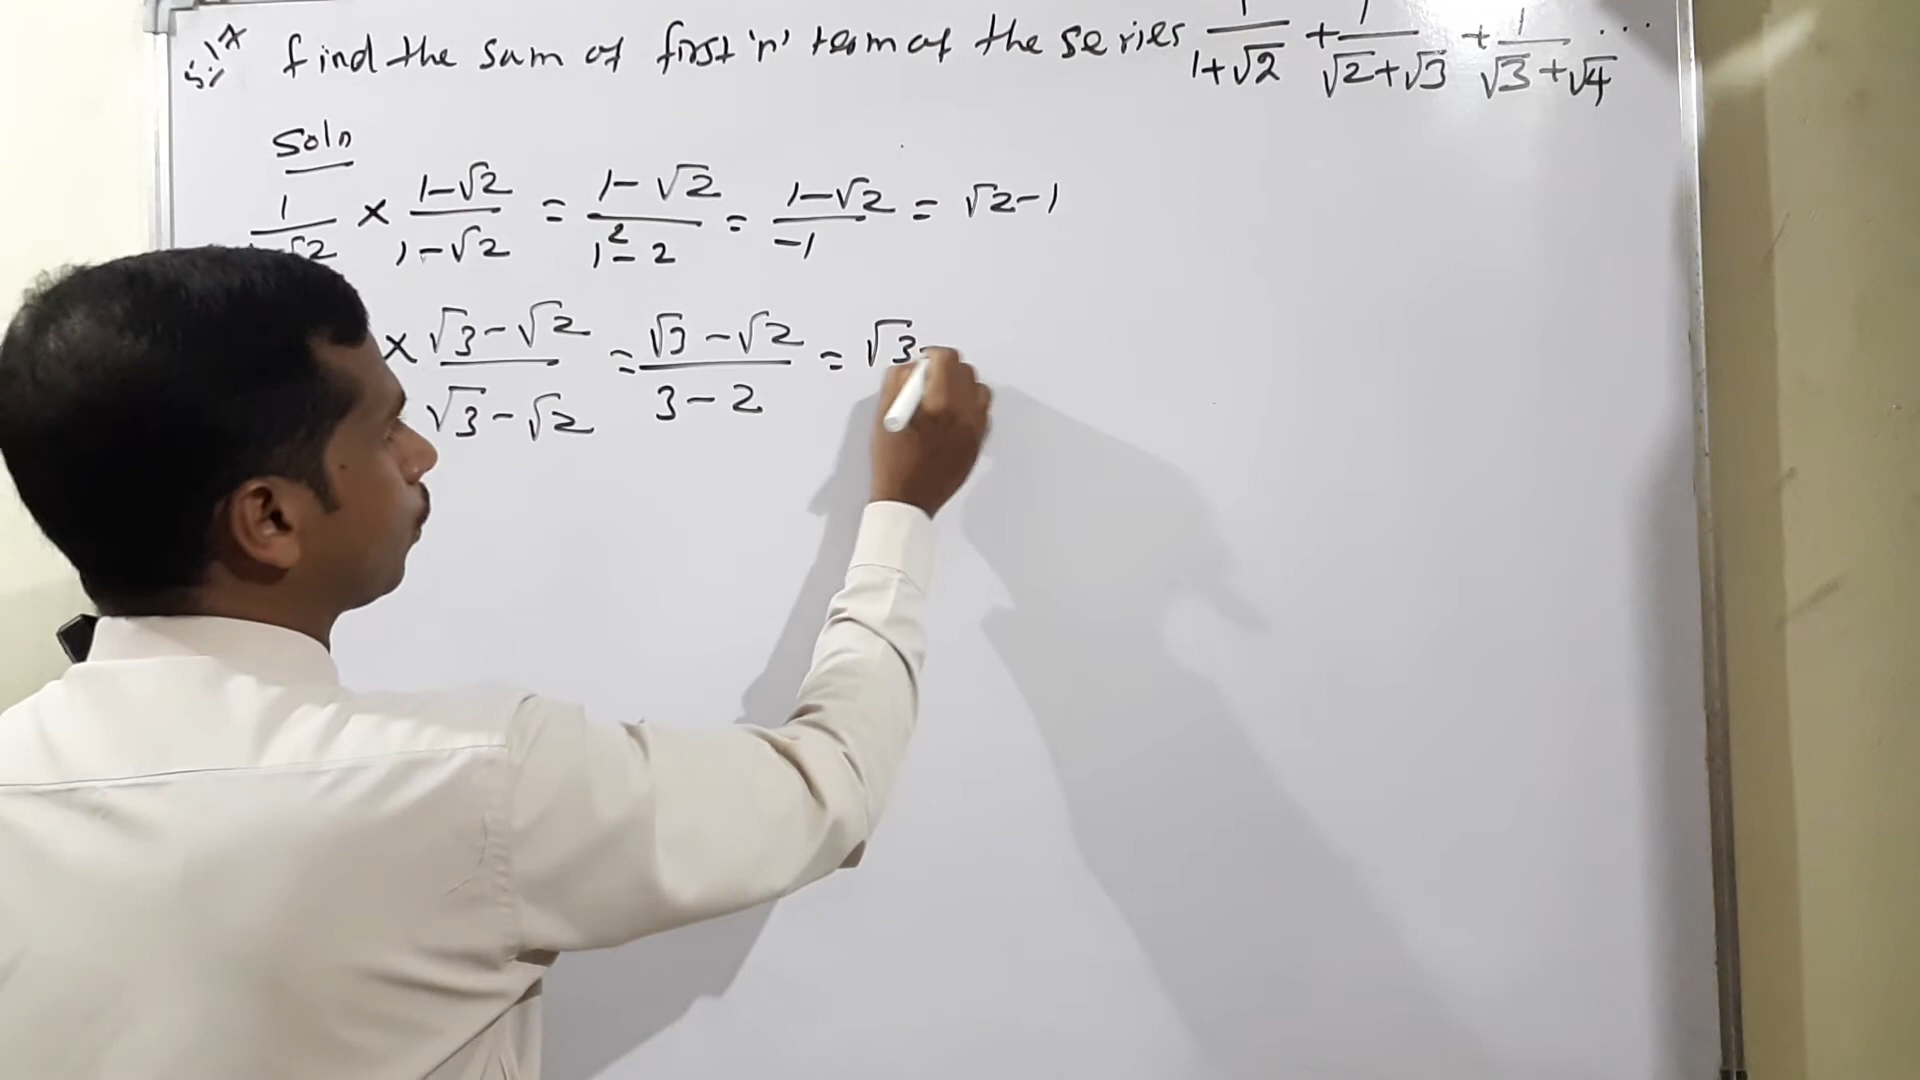 find the sum of first 'n' term of the series 1/(1+√2) + 1/(√2+√3) + 1/(√3+√4) ...
Soln
1/√2 × (1-√2)/(1-√2) = (1-√2)/(1²-2) = (1-√2)/-1 = √2-1
× (√3-√2)/(√3-√2) = (√3-√2)/(3-2) = √3-